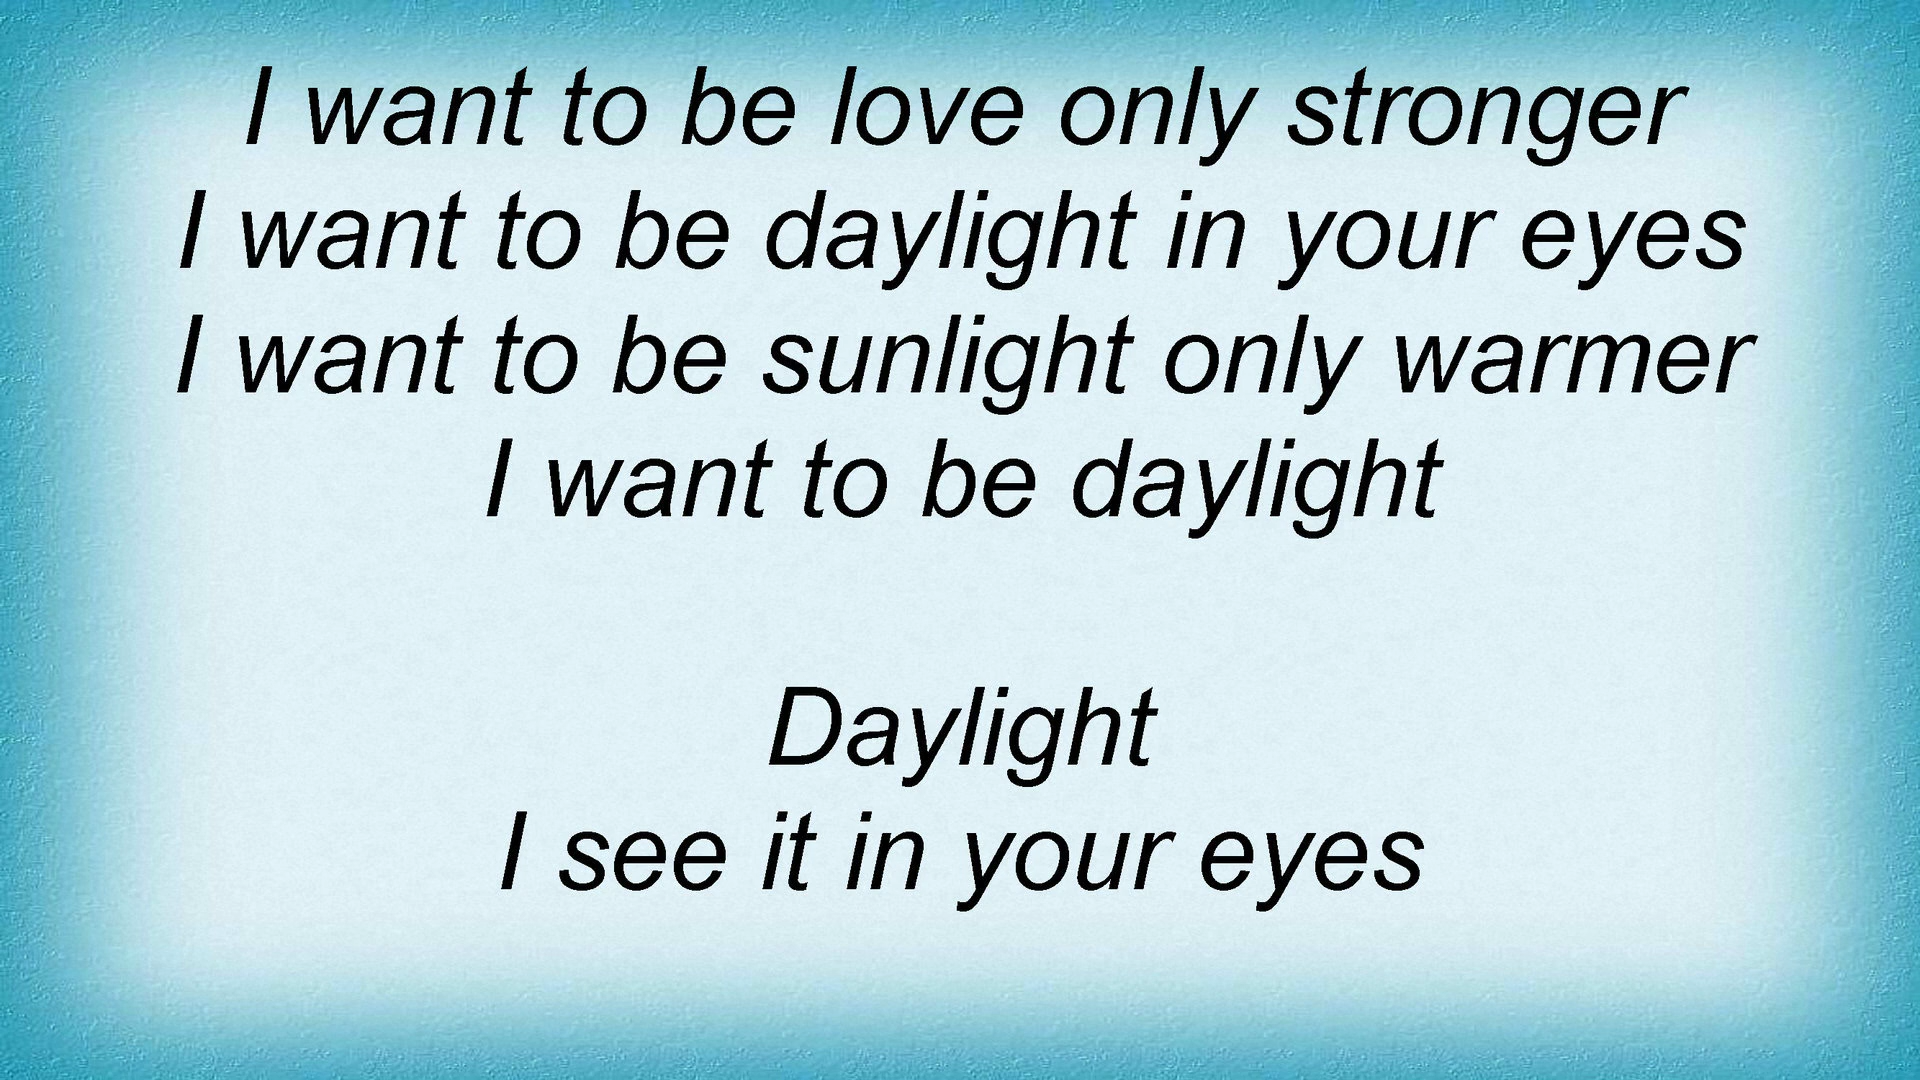 I want to be love only stronger
I want to be daylight in your eyes
I want to be sunlight only warmer
I want to be daylight
Daylight
I see it in your eyes